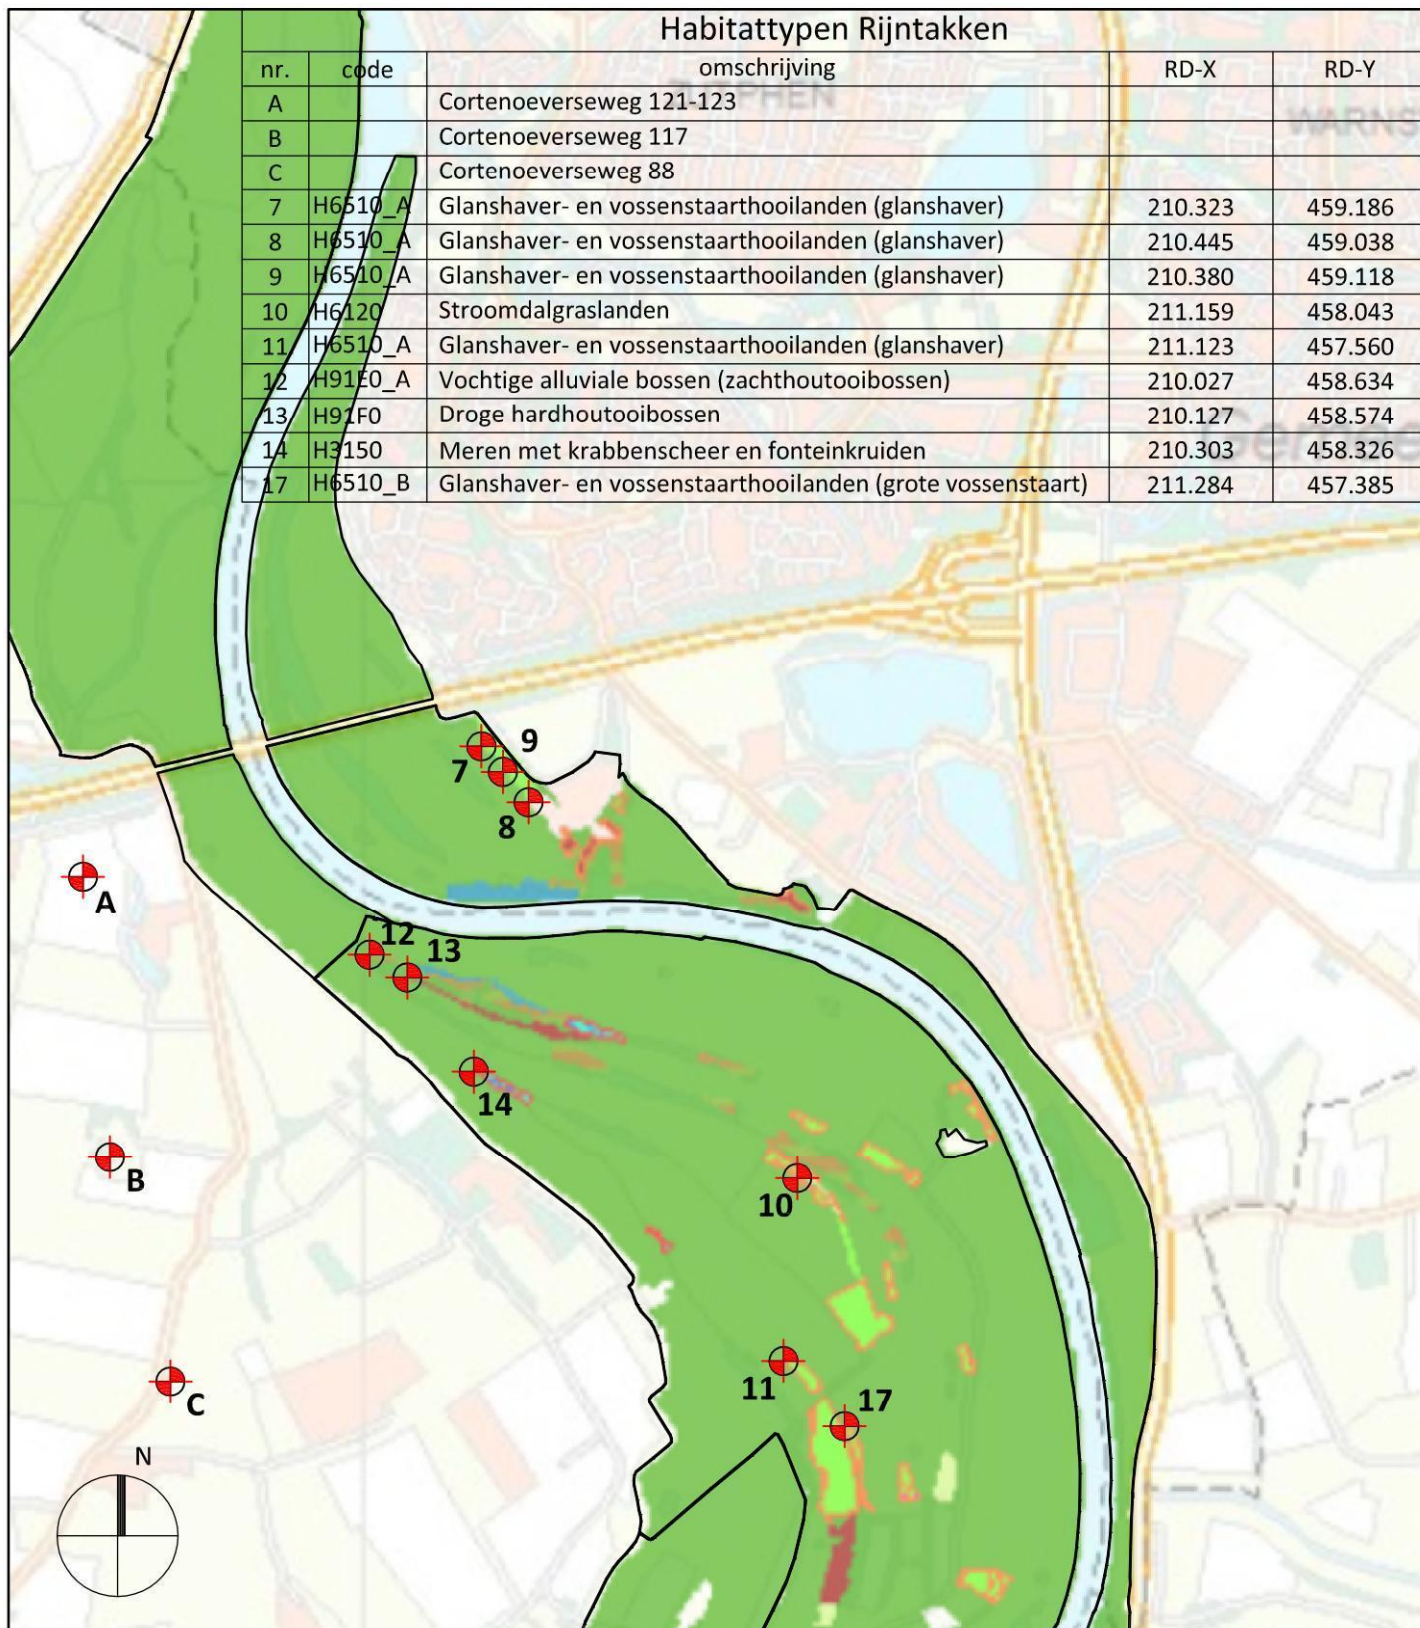 Habitattypen Rijntakken
nr. code omschrijving RD-X RD-Y
A Cortenoeverseweg 121-123
B Cortenoeverseweg 117
C Cortenoeverseweg 88
7 H6510_A Glanshaver- en vossenstaarthooilanden (glanshaver) 210.323 459.186
8 H6510_A Glanshaver- en vossenstaarthooilanden (glanshaver) 210.445 459.038
9 H6510_A Glanshaver- en vossenstaarthooilanden (glanshaver) 210.380 459.118
10 H6120 Stroomdalgraslanden 211.159 458.043
11 H6510_A Glanshaver- en vossenstaarthooilanden (glanshaver) 211.123 457.560
12 H91E0_A Vochtige alluviale bossen (zachthoutooibossen) 210.027 458.634
13 H91F0 Droge hardhoutooibossen 210.127 458.574
14 H3150 Meren met krabbenscheer en fonteinkruiden 210.303 458.326
17 H6510_B Glanshaver- en vossenstaarthooilanden (grote vossenstaart) 211.284 457.385
WARNS
9
7
8
A
12
13
14
B
10
11
17
C
N